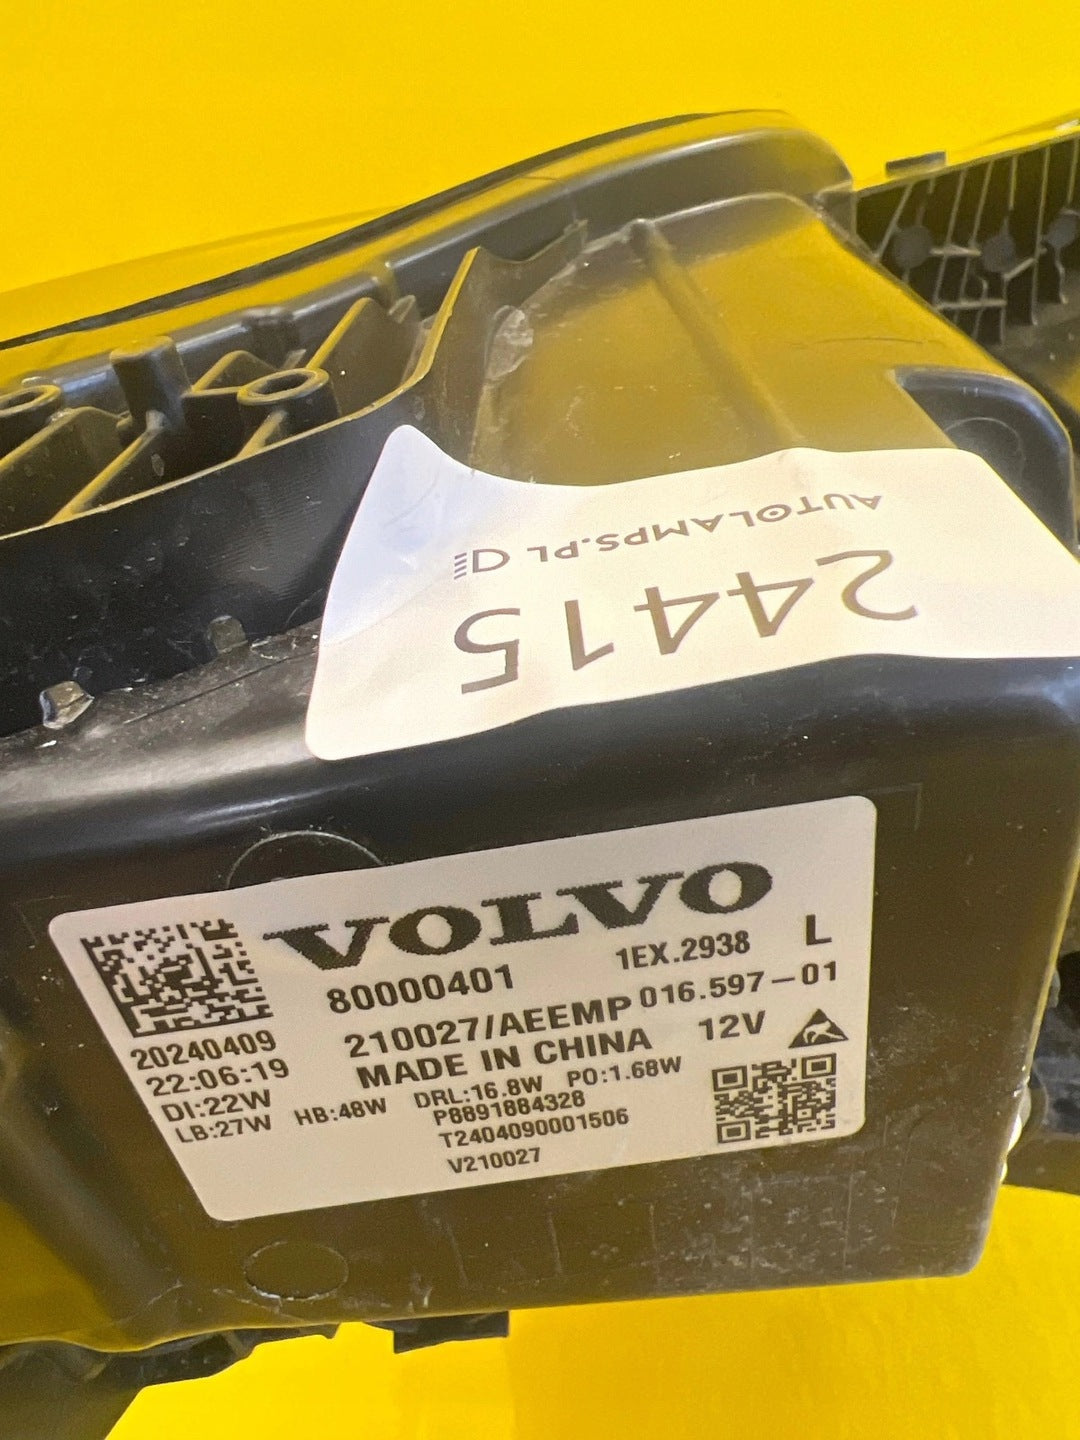 AUTOLAMPS.PL
24415
VOLVO
80000401 1EX.2938 L
210027/AEEMP 016.597-01
MADE IN CHINA 12V
20240409
22:06:19
DI:22W
LB:27W HB:48W DRL:16.8W PO:1.68W
P8891884328
T2404090001506
V210027